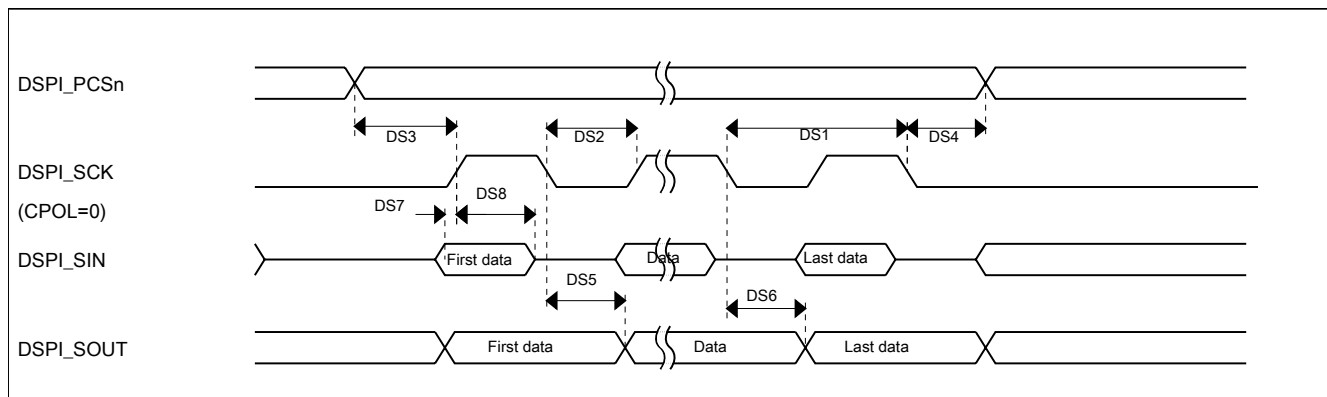 DSPI_PCSn
DS3
DS2
DS1
DS4
DSPI_SCK
(CPOL=0)
DS7
DS8
DSPI_SIN
First data
Data
Last data
DS5
DS6
DSPI_SOUT
First data
Data
Last data